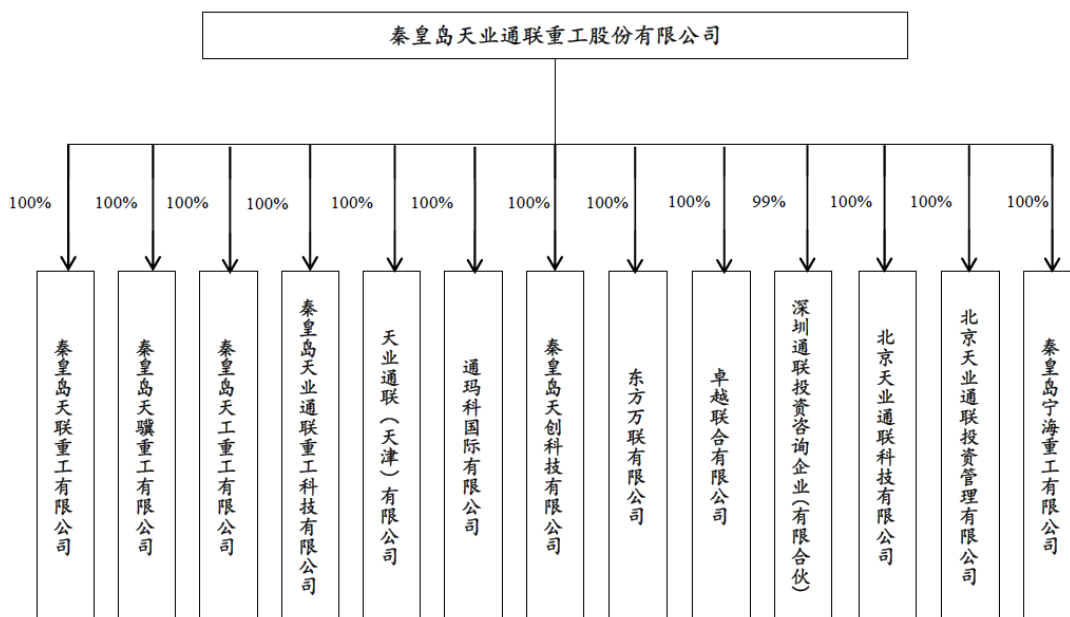 秦皇岛天业通联重工股份有限公司
100%
100%
100%
100%
100%
100%
100%
100%
100%
99%
100%
100%
100%
秦皇岛天联重工有限公司
秦皇岛天骥重工有限公司
秦皇岛天工重工有限公司
秦皇岛天业通联重工科技有限公司
天业通联（天津）有限公司
通玛科国际有限公司
秦皇岛天创科技有限公司
东方万联有限公司
卓越联合有限公司
深圳通联投资咨询企业（有限合伙）
北京天业通联科技有限公司
北京天业通联投资管理有限公司
秦皇岛宁海重工有限公司